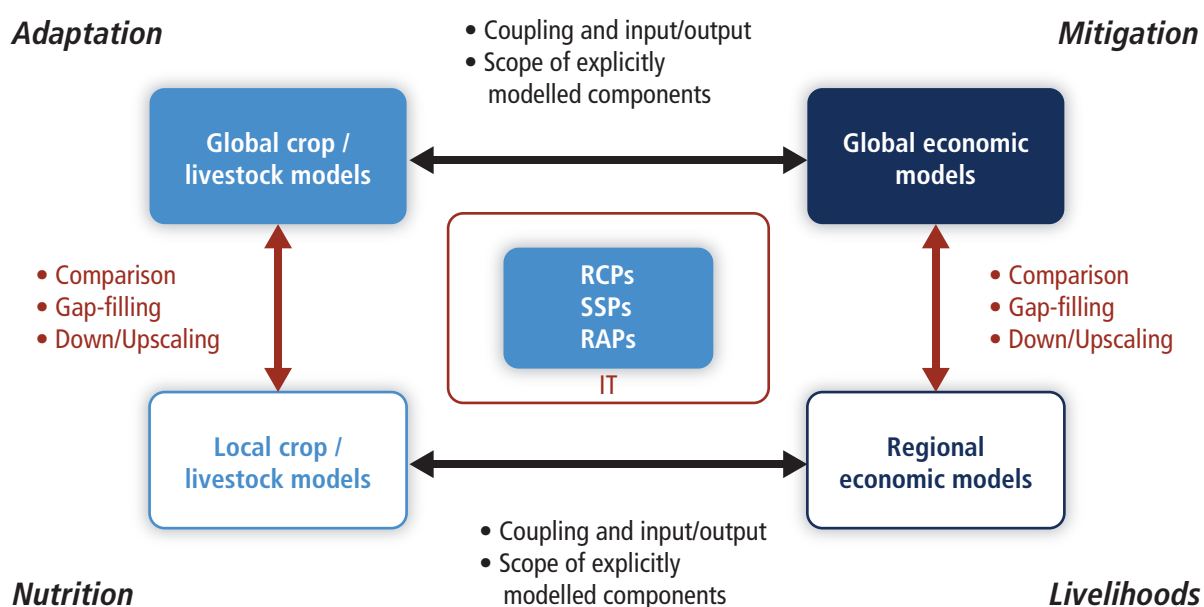 Adaptation
• Coupling and input/output
• Scope of explicitly
modelled components
Mitigation
Global crop /
livestock models
Global economic
models
• Comparison
• Gap-filling
• Down/Upscaling
RCPs
SSPs
RAPs
IT
• Comparison
• Gap-filling
• Down/Upscaling
Local crop /
livestock models
Regional
economic models
• Coupling and input/output
• Scope of explicitly
modelled components
Nutrition
Livelihoods